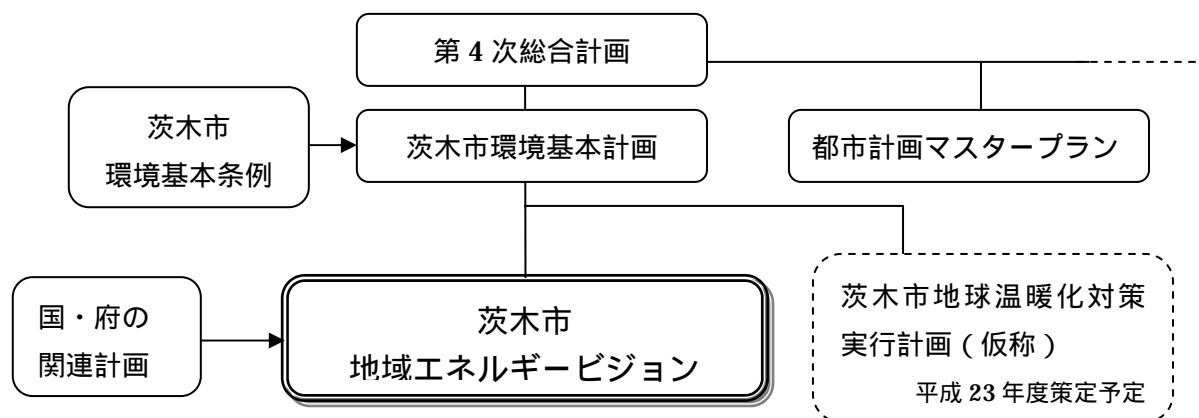 第 4 次総合計画
茨木市
環境基本条例
茨木市環境基本計画
都市計画マスタープラン
国・府の
関連計画
茨木市
地域エネルギービジョン
茨木市地球温暖化対策
実行計画（仮称）
平成 23 年度策定予定